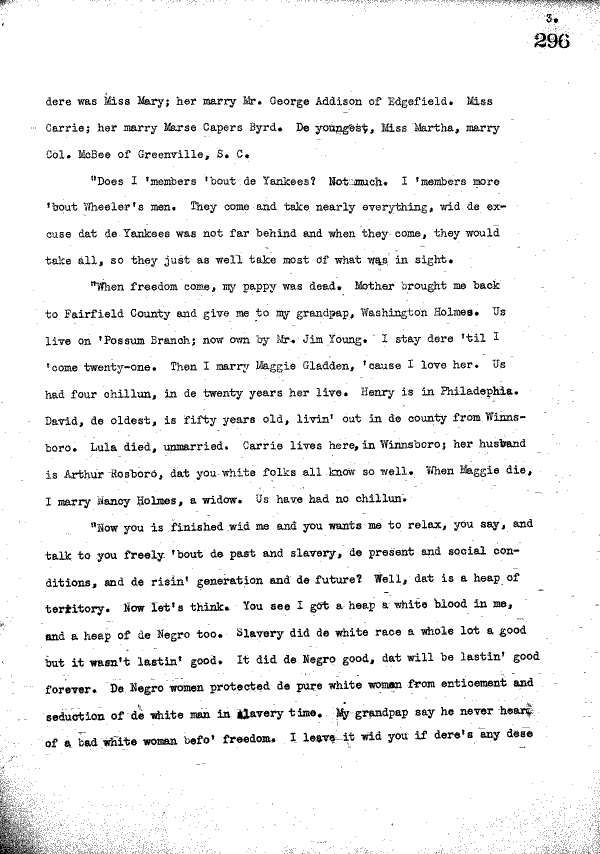 3.
296
dere was Miss Mary; her marry Mr. George Addison of Edgefield. Miss
Carrie; her marry Marse Capers Byrd. De youngest, Miss Martha, marry
Col. McBee of Greenville, S. C.
"Does I 'members 'bout de Yankees? Not much. I 'members more
'bout Wheeler's men. They come and take nearly everything, wid de ex-
cuse dat de Yankees was not far behind and when they come, they would
take all, so they just as well take most of what was in sight.
"When freedom come, my pappy was dead. Mother brought me back
to Fairfield County and give me to my grandpap, Washington Holmes. Us
live on 'Possum Branch; now own by Mr. Jim Young. I stay dere 'til I
'come twenty-one. Then I marry Maggie Gladden, 'cause I love her. Us
had four chillun, in de twenty years her live. Henry is in Philadephia.
David, de oldest, is fifty years old, livin' out in de county from Winns-
boro. Lula died, unmarried. Carrie lives here, in Winnsboro; her husband
is Arthur Rosboro, dat you white folks all know so well. When Maggie die,
I marry Nancy Holmes, a widow. Us have had no chillun.
"Now you is finished wid me and you wants me to relax, you say, and
talk to you freely 'bout de past and slavery, de present and social con-
ditions, and de risin' generation and de future? Well, dat is a heap of
territory. Now let's think. You see I got a heap a white blood in me,
and a heap of de Negro too. Slavery did de white race a whole lot a good
but it wasn't lastin' good. It did de Negro good, dat will be lastin' good
forever. De Negro women protected de pure white woman from enticement and
seduction of de white man in slavery time. My grandpap say he never heard
of a bad white woman befo' freedom. I leave it wid you if dere's any dese